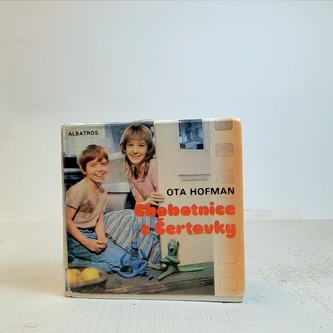 ALBATROS
OTA HOFMAN
Chobotnice
z Čertovky